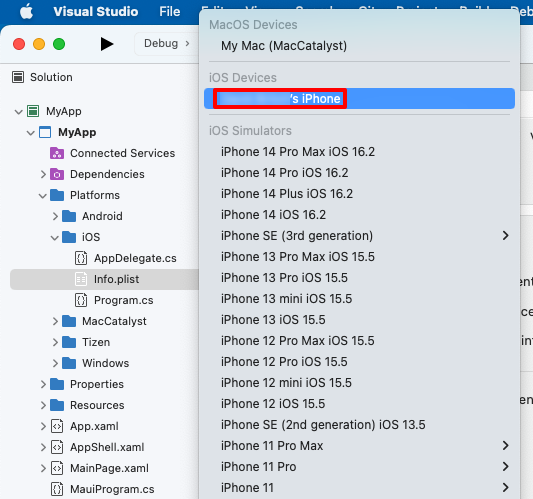 Visual Studio File
MacOS Devices
My Mac (MacCatalyst)
Debug
iOS Devices
's iPhone
Solution
MyApp
MyApp
Connected Services
Dependencies
Platforms
Android
iOS
AppDelegate.cs
Info.plist
Program.cs
MacCatalyst
Tizen
Windows
Properties
Resources
App.xaml
AppShell.xaml
MainPage.xaml
MauiProgram.cs
iOS Simulators
iPhone 14 Pro Max iOS 16.2
iPhone 14 Pro iOS 16.2
iPhone 14 Plus iOS 16.2
iPhone 14 iOS 16.2
iPhone SE (3rd generation)
iPhone 13 Pro Max iOS 15.5
iPhone 13 Pro iOS 15.5
iPhone 13 mini iOS 15.5
iPhone 13 iOS 15.5
iPhone 12 Pro Max iOS 15.5
iPhone 12 Pro iOS 15.5
iPhone 12 mini iOS 15.5
iPhone 12 iOS 15.5
iPhone SE (2nd generation) iOS 13.5
iPhone 11 Pro Max
iPhone 11 Pro
iPhone 11